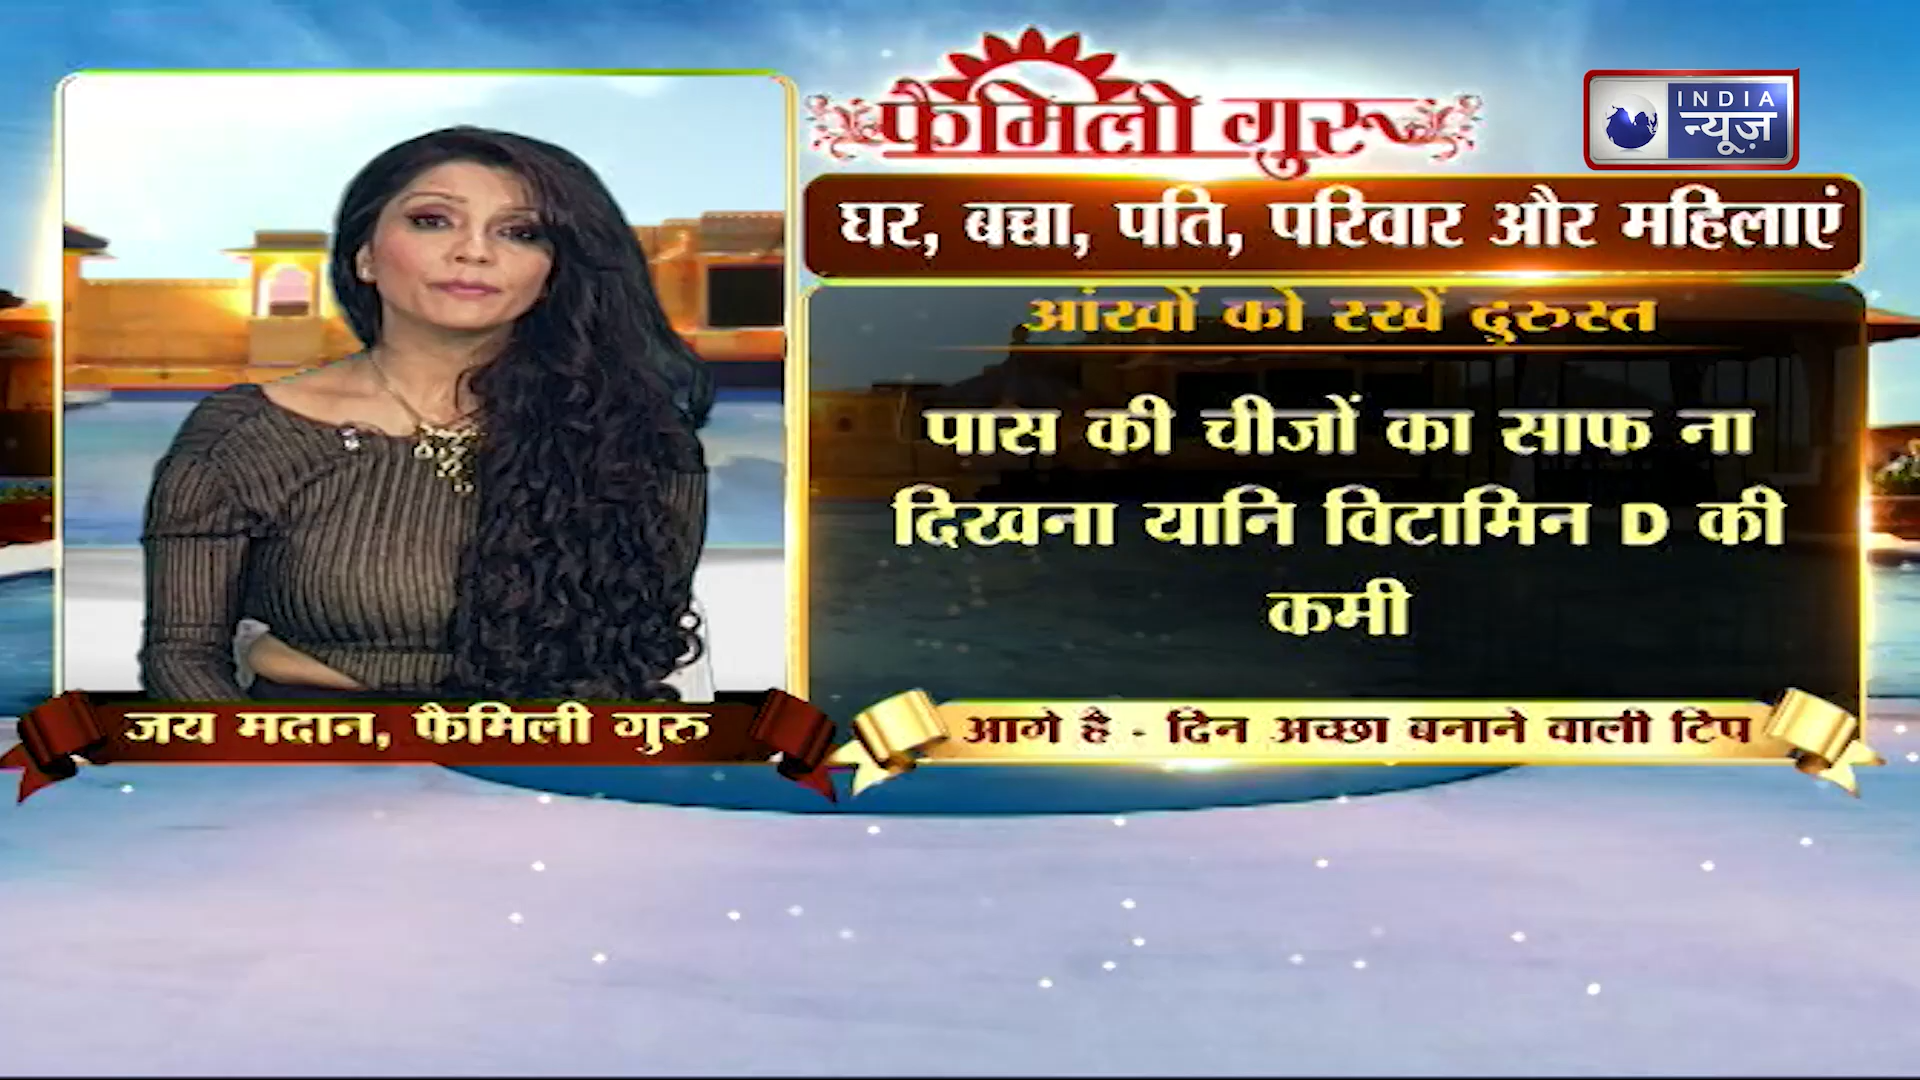 फैमिली गुरु
INDIA
न्यूज़
घर, बच्चा, पति, परिवार और महिलाएं
आंखों को रखें दुरुस्त
पास की चीजों का साफ ना
दिखना यानि विटामिन D की
कमी
जय मदान, फैमिली गुरु
आगे है - दिन अच्छा बनाने वाली टिप